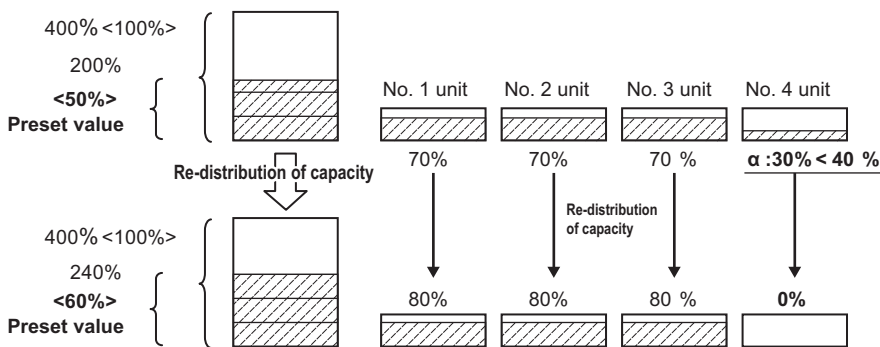 400% <100%>
200%
<50%>
Preset value
No. 1 unit
No. 2 unit
No. 3 unit
No. 4 unit
70%
70%
70 %
α :30% < 40 %
Re-distribution of capacity
Re-distribution
of capacity
400% <100%>
240%
<60%>
Preset value
80%
80%
80 %
0%